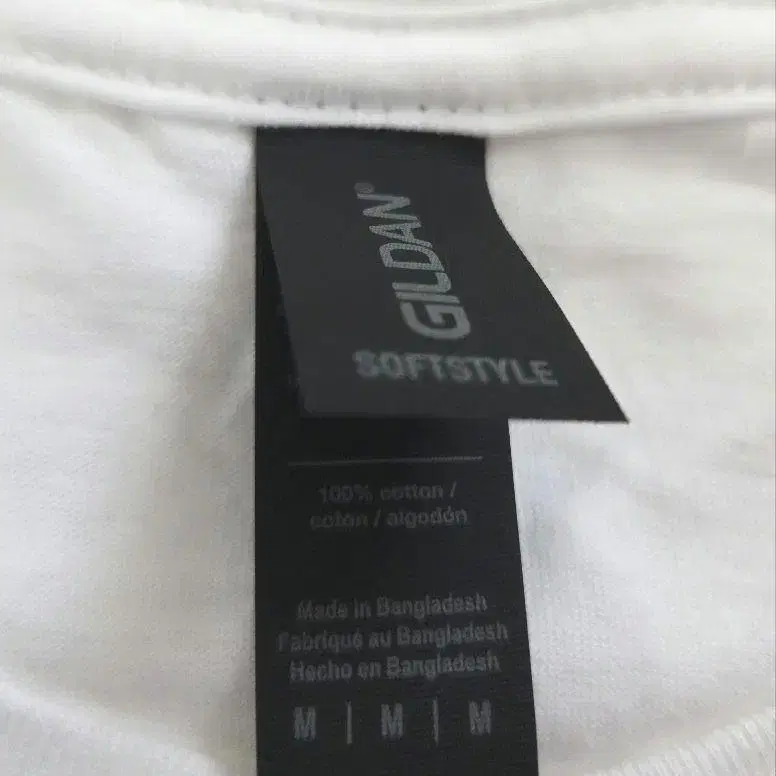 GILDAN®
SOFTSTYLE
100% cotton /
coton / algodón
Made in Bangladesh
Fabriqué au Bangladesh
Hecho en Bangladesh
M | M | M